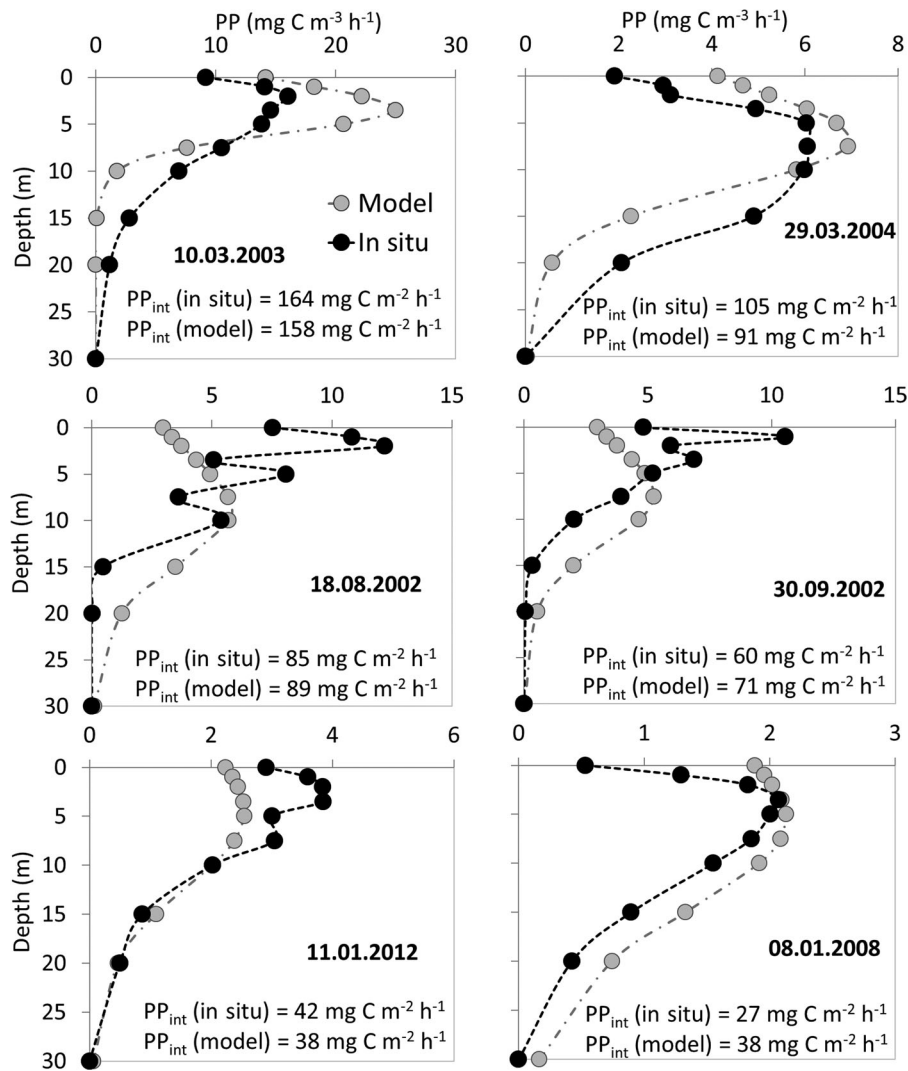 PP (mg C m⁻³ h⁻¹)
0 10 20 30
PP (mg C m⁻³ h⁻¹)
0 2 4 6 8
Depth (m)
0
5
10
15
20
25
30
Model
In situ
10.03.2003
PPint (in situ) = 164 mg C m⁻² h⁻¹
PPint (model) = 158 mg C m⁻² h⁻¹
29.03.2004
PPint (in situ) = 105 mg C m⁻² h⁻¹
PPint (model) = 91 mg C m⁻² h⁻¹
0 5 10 15
0 5 10 15
Depth (m)
0
5
10
15
20
25
30
18.08.2002
PPint (in situ) = 85 mg C m⁻² h⁻¹
PPint (model) = 89 mg C m⁻² h⁻¹
30.09.2002
PPint (in situ) = 60 mg C m⁻² h⁻¹
PPint (model) = 71 mg C m⁻² h⁻¹
0 2 4 6
0 1 2 3
Depth (m)
0
5
10
15
20
25
30
11.01.2012
PPint (in situ) = 42 mg C m⁻² h⁻¹
PPint (model) = 38 mg C m⁻² h⁻¹
08.01.2008
PPint (in situ) = 27 mg C m⁻² h⁻¹
PPint (model) = 38 mg C m⁻² h⁻¹